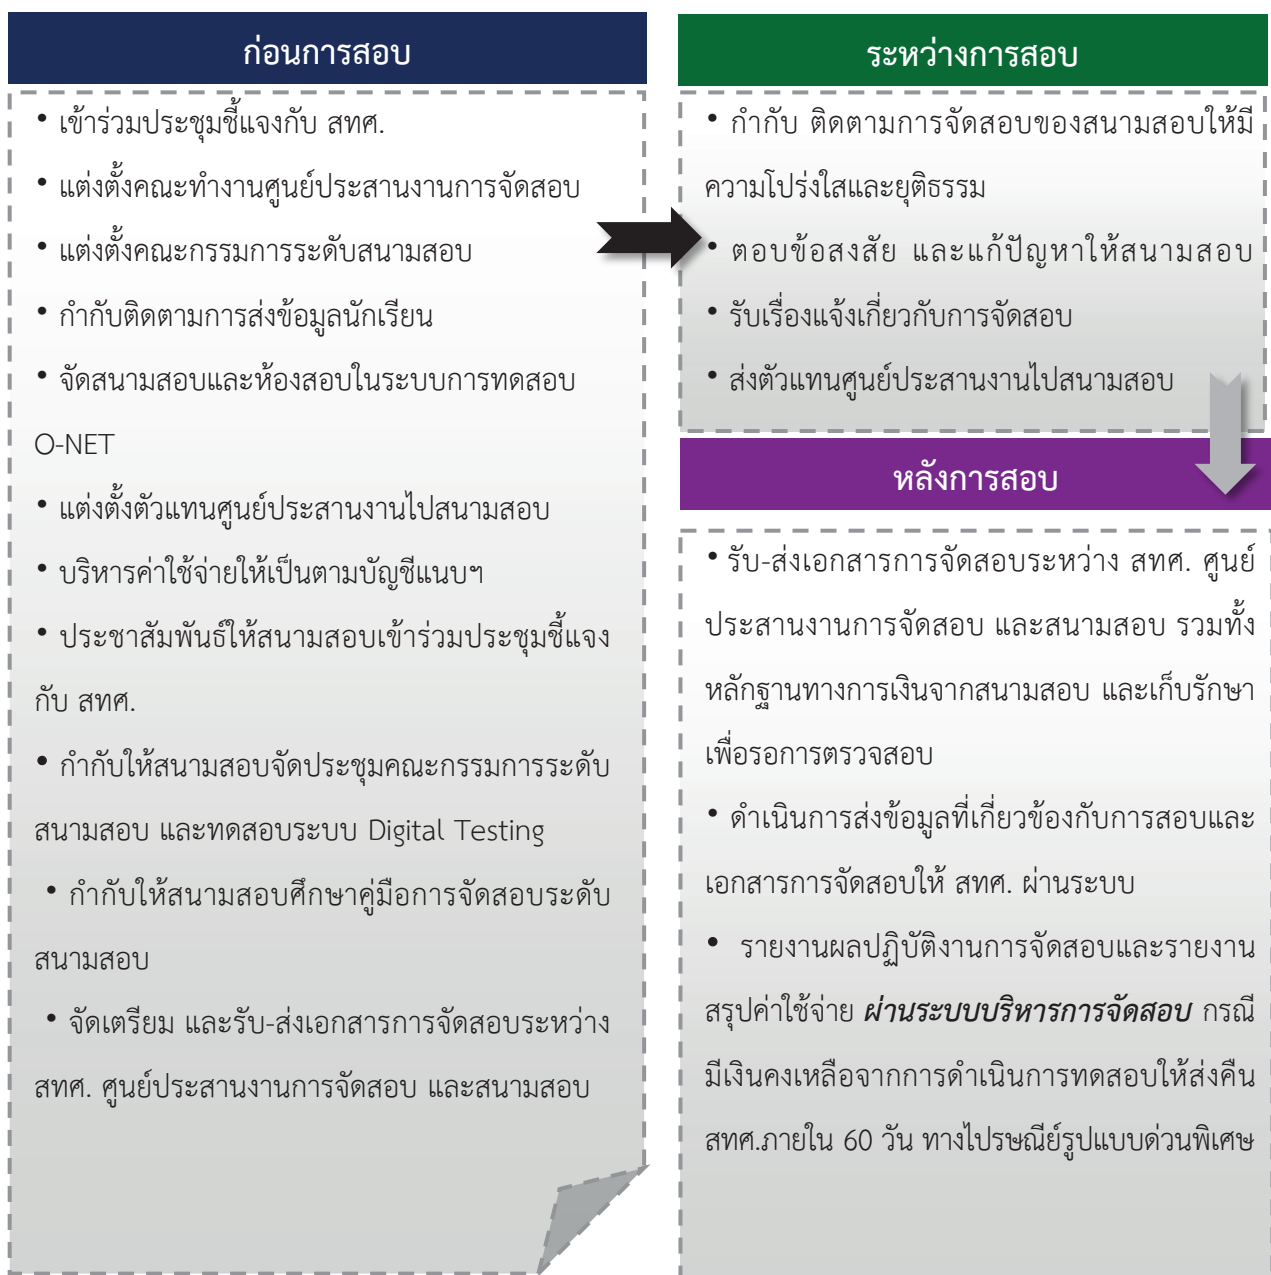 ก่อนการสอบ
• เข้าร่วมประชุมชี้แจงกับ สทศ.
• แต่งตั้งคณะทำงานศูนย์ประสานงานการจัดสอบ
• แต่งตั้งคณะกรรมการระดับสนามสอบ
• กำกับติดตามการส่งข้อมูลนักเรียน
• จัดสนามสอบและห้องสอบในระบบการทดสอบ
O-NET
• แต่งตั้งตัวแทนศูนย์ประสานงานไปสนามสอบ
• บริหารค่าใช้จ่ายให้เป็นตามบัญชีแนบฯ
• ประชาสัมพันธ์ให้สนามสอบเข้าร่วมประชุมชี้แจง
กับ สทศ.
• กำกับให้สนามสอบจัดประชุมคณะกรรมการระดับ
สนามสอบ และทดสอบระบบ Digital Testing
• กำกับให้สนามสอบศึกษาคู่มือการจัดสอบระดับ
สนามสอบ
• จัดเตรียม และรับ-ส่งเอกสารการจัดสอบระหว่าง
สทศ. ศูนย์ประสานงานการจัดสอบ และสนามสอบ
ระหว่างการสอบ
• กำกับ ติดตามการจัดสอบของสนามสอบให้มี
ความโปร่งใสและยุติธรรม
• ตอบข้อสงสัย และแก้ปัญหาให้สนามสอบ
• รับเรื่องแจ้งเกี่ยวกับการจัดสอบ
• ส่งตัวแทนศูนย์ประสานงานไปสนามสอบ
หลังการสอบ
• รับ-ส่งเอกสารการจัดสอบระหว่าง สทศ. ศูนย์
ประสานงานการจัดสอบ และสนามสอบ รวมทั้ง
หลักฐานทางการเงินจากสนามสอบ และเก็บรักษา
เพื่อรอการตรวจสอบ
• ดำเนินการส่งข้อมูลที่เกี่ยวข้องกับการสอบและ
เอกสารการจัดสอบให้ สทศ. ผ่านระบบ
• รายงานผลปฏิบัติงานการจัดสอบและรายงาน
สรุปค่าใช้จ่าย ผ่านระบบบริหารการจัดสอบ กรณี
มีเงินคงเหลือจากการดำเนินการทดสอบให้ส่งคืน
สทศ.ภายใน 60 วัน ทางไปรษณีย์รูปแบบด่วนพิเศษ